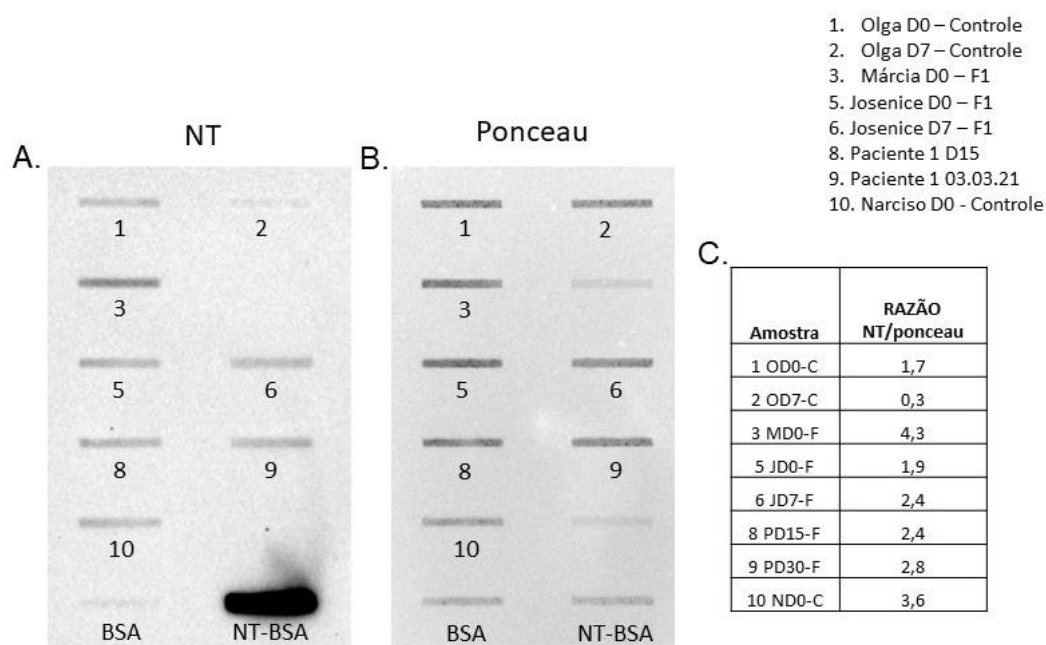 1. Olga D0 – Controle
2. Olga D7 – Controle
3. Márcia D0 – F1
5. Josenice D0 – F1
6. Josenice D7 – F1
8. Paciente 1 D15
9. Paciente 1 03.03.21
10. Narciso D0 - Controle
A.
NT
1 2
3
5 6
8 9
10
BSA NT-BSA
B.
Ponceau
1 2
3
5 6
8 9
10
BSA NT-BSA
C.
Amostra RAZÃO NT/ponceau
1 OD0-C 1,7
2 OD7-C 0,3
3 MD0-F 4,3
5 JD0-F 1,9
6 JD7-F 2,4
8 PD15-F 2,4
9 PD30-F 2,8
10 ND0-C 3,6